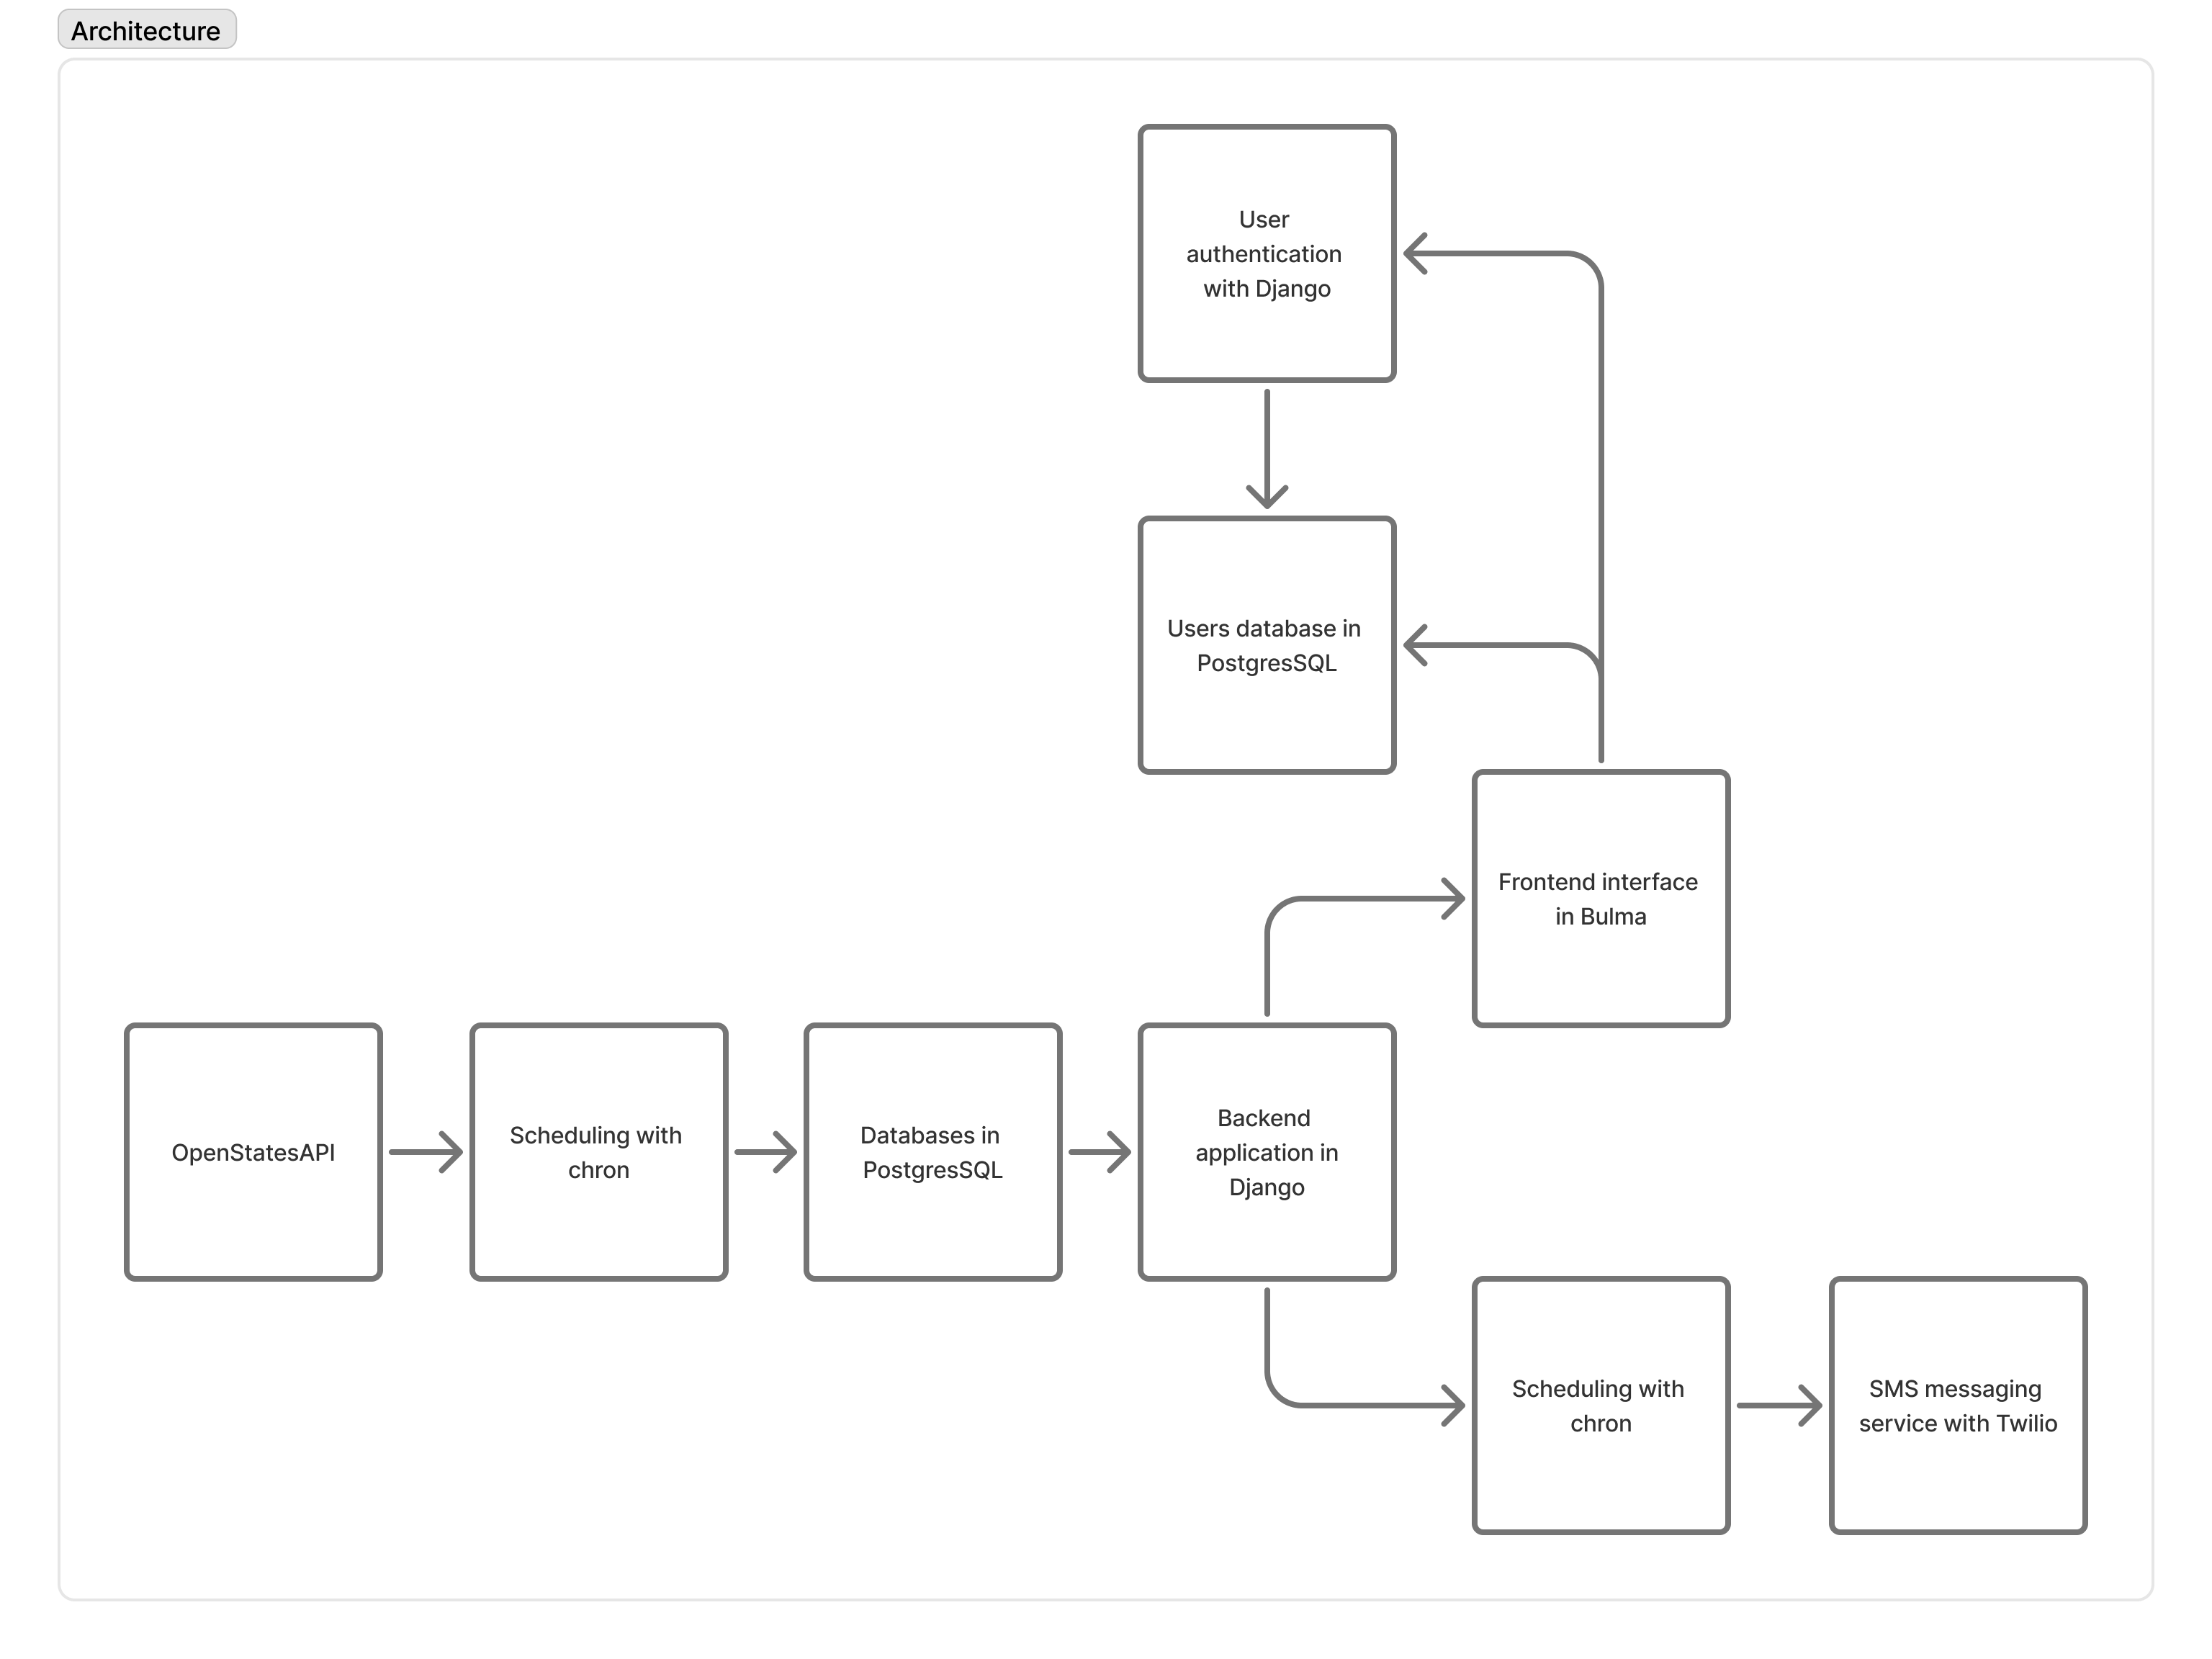 Architecture
User
authentication
with Django
Users database in
PostgresSQL
Frontend interface
in Bulma
OpenStatesAPI
Scheduling with
chron
Databases in
PostgresSQL
Backend
application in
Django
Scheduling with
chron
SMS messaging
service with Twilio